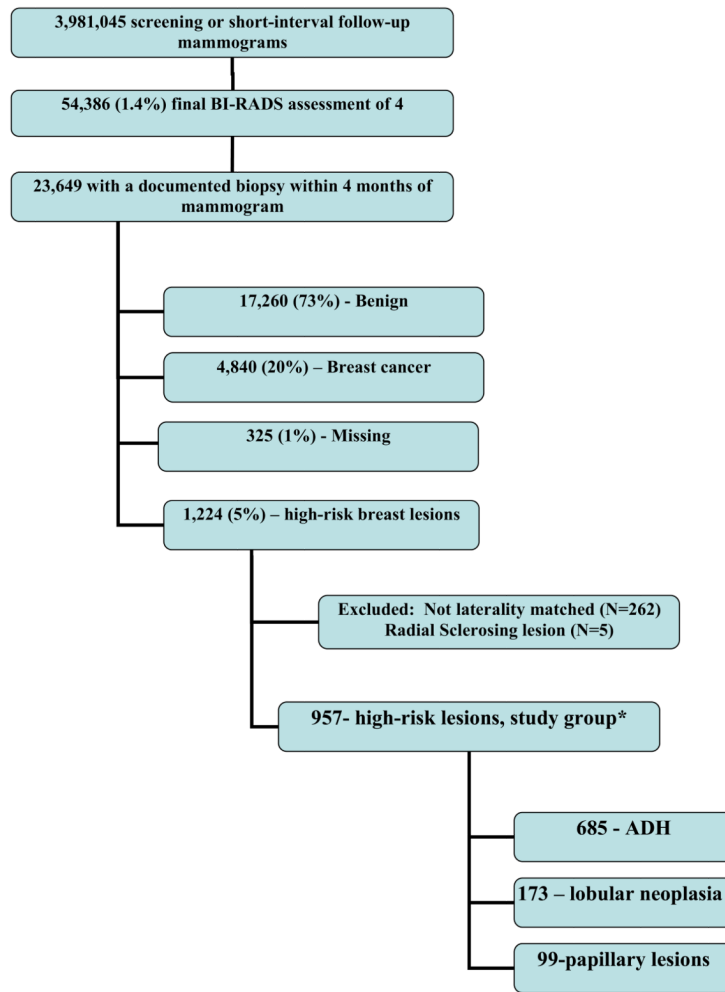 3,981,045 screening or short-interval follow-up
mammograms
54,386 (1.4%) final BI-RADS assessment of 4
23,649 with a documented biopsy within 4 months of
mammogram
17,260 (73%) - Benign
4,840 (20%) – Breast cancer
325 (1%) - Missing
1,224 (5%) – high-risk breast lesions
Excluded:  Not laterality matched (N=262)
Radial Sclerosing lesion (N=5)
957- high-risk lesions, study group*
685 - ADH
173 – lobular neoplasia
99-papillary lesions